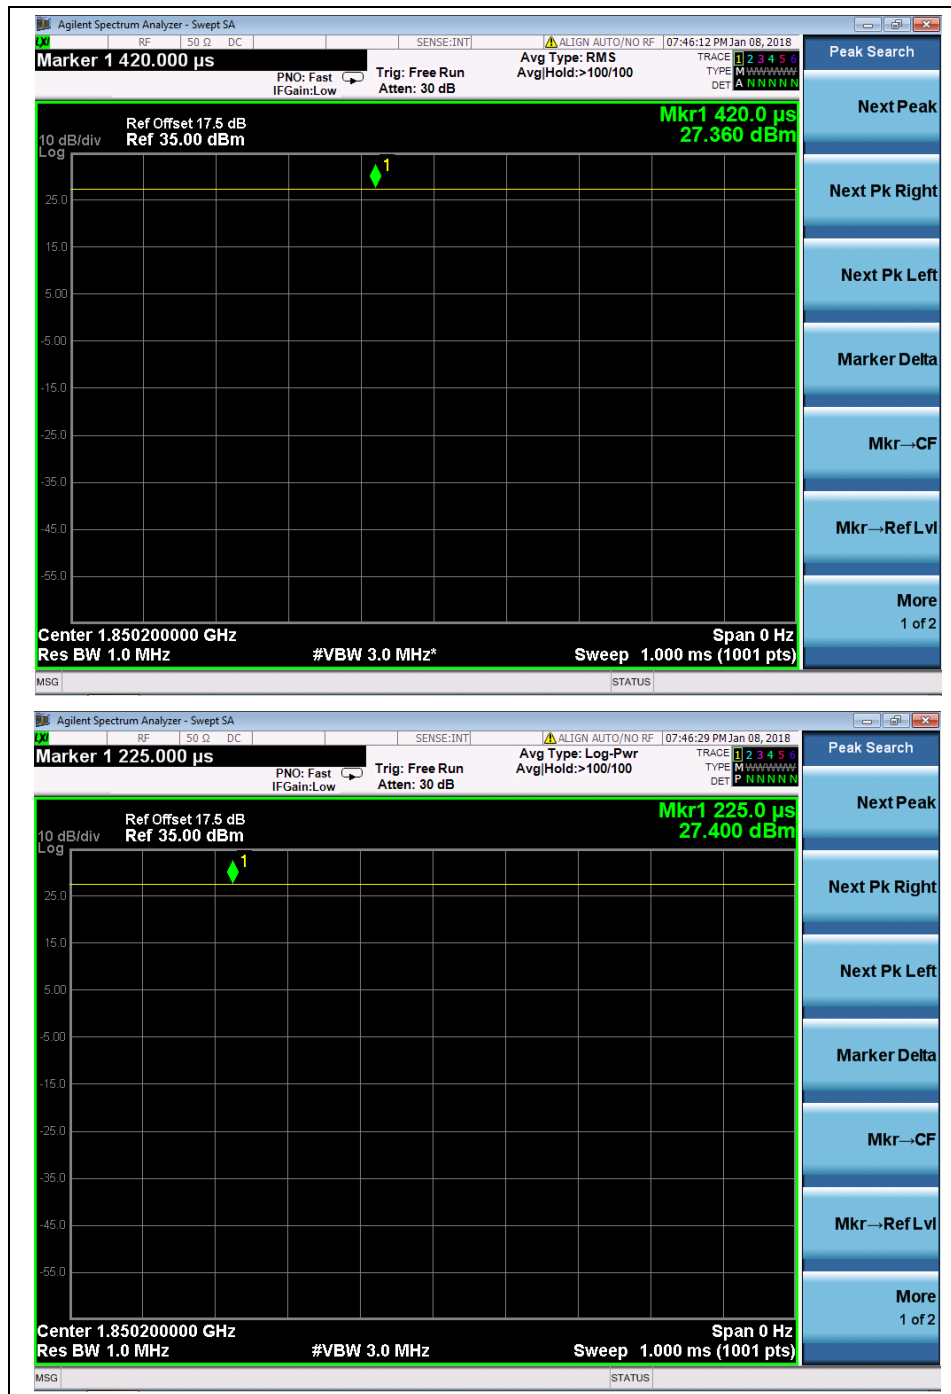 Agilent Spectrum Analyzer - Swept SA
LXI RF 50 Ω DC SENSE:INT ALIGN AUTO/NO RF 07:46:12 PM Jan 08, 2018
Marker 1 420.000 µs
PNO: Fast
IFGain:Low
Trig: Free Run
Atten: 30 dB
Avg Type: RMS
Avg|Hold:>100/100
TRACE 1 2 3 4 5 6
TYPE M W W W W W
DET A N N N N N
Peak Search
Next Peak
Next Pk Right
Next Pk Left
Marker Delta
Mkr→CF
Mkr→Ref Lvl
More
1 of 2
Mkr1 420.0 µs
27.360 dBm
Ref Offset 17.5 dB
10 dB/div Ref 35.00 dBm
Log
1
25.0
15.0
5.00
-5.00
-15.0
-25.0
-35.0
-45.0
-55.0
Center 1.850200000 GHz Span 0 Hz
Res BW 1.0 MHz #VBW 3.0 MHz* Sweep 1.000 ms (1001 pts)
MSG STATUS
Agilent Spectrum Analyzer - Swept SA
LXI RF 50 Ω DC SENSE:INT ALIGN AUTO/NO RF 07:46:29 PM Jan 08, 2018
Marker 1 225.000 µs
PNO: Fast
IFGain:Low
Trig: Free Run
Atten: 30 dB
Avg Type: Log-Pwr
Avg|Hold:>100/100
TRACE 1 2 3 4 5 6
TYPE M W W W W W
DET P N N N N N
Peak Search
Next Peak
Next Pk Right
Next Pk Left
Marker Delta
Mkr→CF
Mkr→Ref Lvl
More
1 of 2
Mkr1 225.0 µs
27.400 dBm
Ref Offset 17.5 dB
10 dB/div Ref 35.00 dBm
Log
1
25.0
15.0
5.00
-5.00
-15.0
-25.0
-35.0
-45.0
-55.0
Center 1.850200000 GHz Span 0 Hz
Res BW 1.0 MHz #VBW 3.0 MHz Sweep 1.000 ms (1001 pts)
MSG STATUS